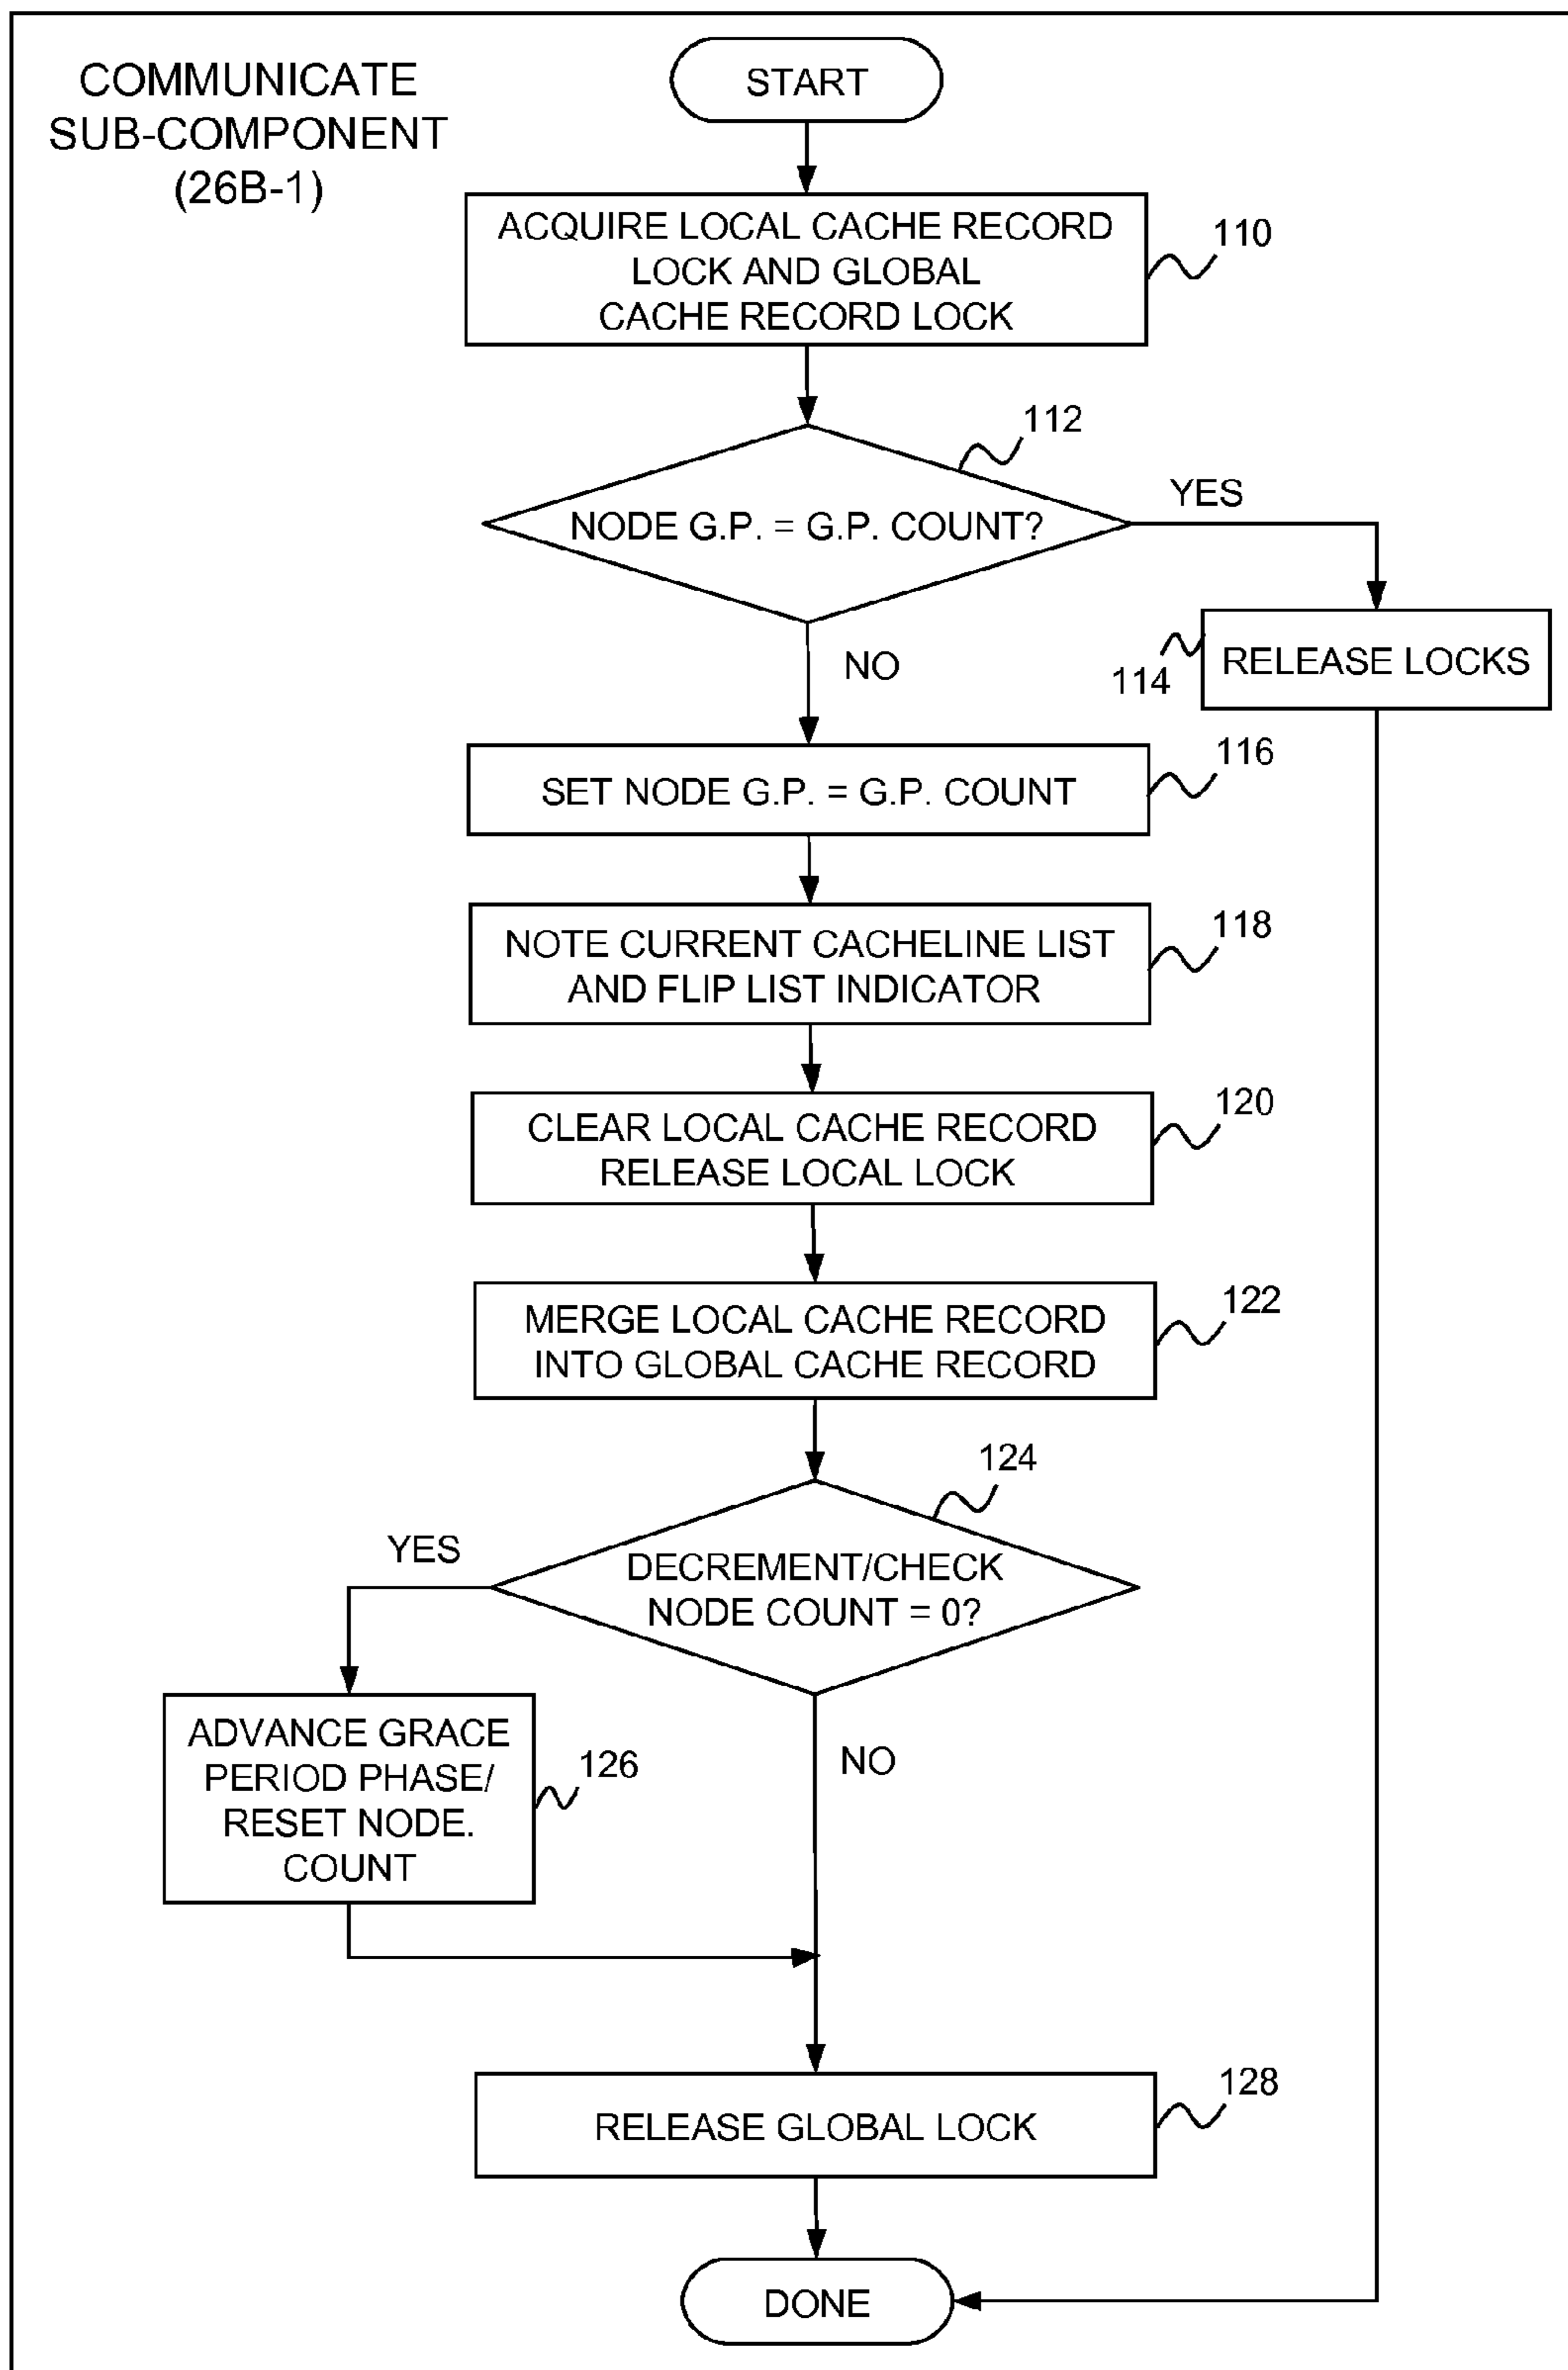 COMMUNICATE
SUB-COMPONENT
(26B-1)
START
ACQUIRE LOCAL CACHE RECORD
LOCK AND GLOBAL
CACHE RECORD LOCK
110
112
NODE G.P. = G.P. COUNT?
YES
NO
114
RELEASE LOCKS
SET NODE G.P. = G.P. COUNT
116
NOTE CURRENT CACHELINE LIST
AND FLIP LIST INDICATOR
118
CLEAR LOCAL CACHE RECORD
RELEASE LOCAL LOCK
120
MERGE LOCAL CACHE RECORD
INTO GLOBAL CACHE RECORD
122
124
DECREMENT/CHECK
NODE COUNT = 0?
YES
NO
ADVANCE GRACE
PERIOD PHASE/
RESET NODE.
COUNT
126
RELEASE GLOBAL LOCK
128
DONE